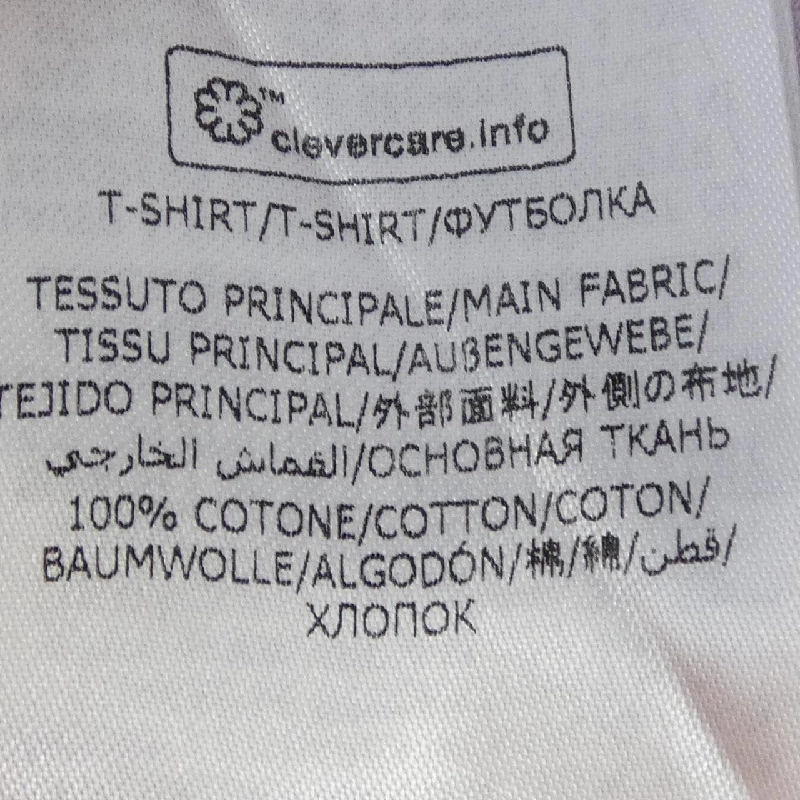 ™ clevercare.info
T-SHIRT/T-SHIRT/ФУТБОЛКА
TESSUTO PRINCIPALE/MAIN FABRIC/
TISSU PRINCIPAL/AUßENGEWEBE/
TEJIDO PRINCIPAL/外部面料/外側の布地/
القماش الخارجي/ОСНОВНАЯ ТКАНЬ
100% COTONE/COTTON/COTON/
BAUMWOLLE/ALGODÓN/棉/綿/قطن/
ХЛОПОК